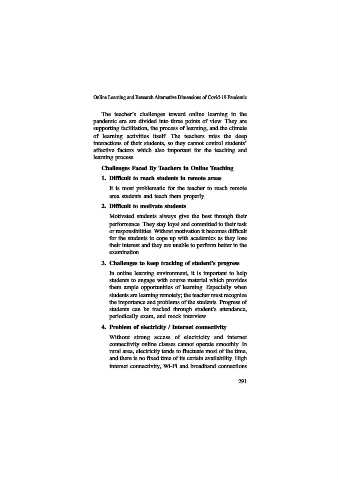 Online Learning and Research Alternative Dimensions of Covid-19 Pandemic
The teacher's challenges toward online learning in the
pandemic era are divided into three points of view. They are
supporting facilitation, the process of learning, and the climate
of learning activities itself. The teachers miss the deep
interactions of their students, so they cannot control students'
affective factors which also important for the teaching and
learning process.
Challenges Faced By Teachers in Online Teaching
1. Difficult to reach students in remote areas
It is most problematic for the teacher to reach remote
area students and teach them properly.
2. Difficult to motivate students
Motivated students always give the best through their
performance. They stay loyal and committed to their task
or responsibilities. Without motivation it becomes difficult
for the students to cope up with academics as they lose
their interest and they are unable to perform better in the
examination.
3. Challenges to keep tracking of student's progress
In online learning environment, it is important to help
students to engage with course material which provides
them ample opportunities of learning. Especially when
students are learning remotely; the teacher must recognize
the importance and problems of the students. Progress of
students can be tracked through student's attendance,
periodically exam, and mock interview.
4. Problem of electricity / Internet connectivity
Without strong access of electricity and internet
connectivity online classes cannot operate smoothly. In
rural area, electricity tends to fluctuate most of the time,
and there is no fixed time of its certain availability. High
internet connectivity, Wi-Fi and broadband connections
291